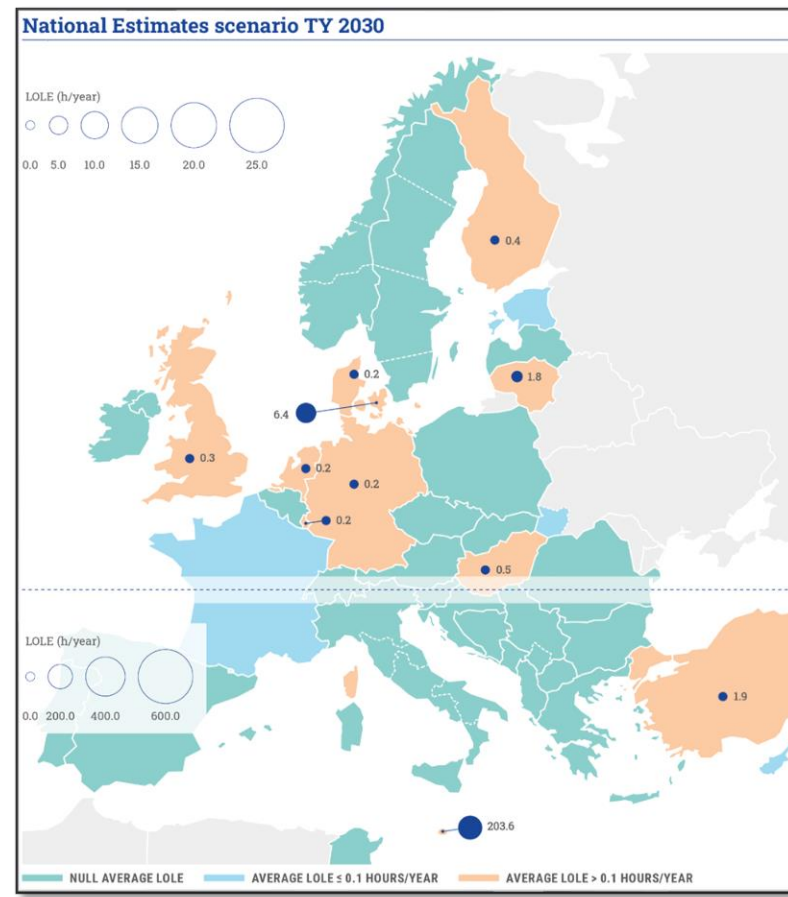 National Estimates scenario TY 2030
LOLE (h/year)
0.0 5.0 10.0 15.0 20.0 25.0
0.4
1.8
0.2
6.4
0.3
0.2
0.2
0.2
0.5
LOLE (h/year)
0.0 200.0 400.0 600.0
1.9
203.6
NULL AVERAGE LOLE AVERAGE LOLE ≤ 0.1 HOURS/YEAR AVERAGE LOLE > 0.1 HOURS/YEAR